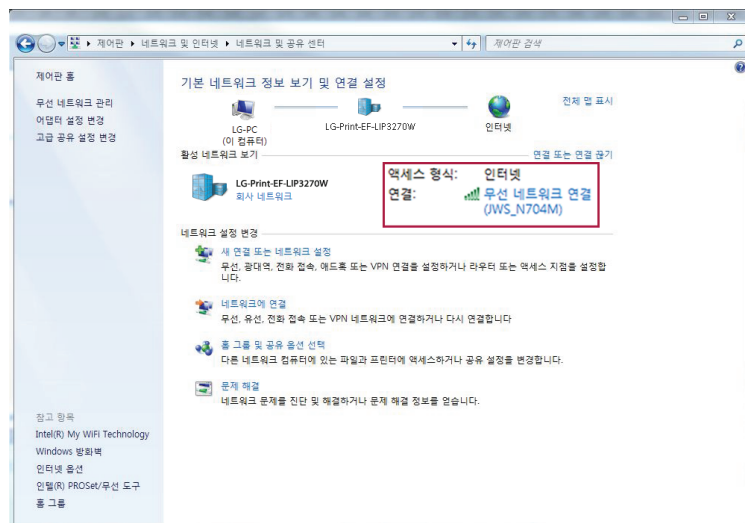 제어판 ▸ 네트워크 및 인터넷 ▸ 네트워크 및 공유 센터
제어판 검색
제어판 홈
무선 네트워크 관리
어댑터 설정 변경
고급 공유 설정 변경
기본 네트워크 정보 보기 및 연결 설정
전체 맵 표시
LG-PC
(이 컴퓨터)
LG-Print-EF-LIP3270W
인터넷
활성 네트워크 보기
연결 또는 연결 끊기
LG-Print-EF-LIP3270W
회사 네트워크
액세스 형식: 인터넷
연결: 무선 네트워크 연결
(JWS_N704M)
네트워크 설정 변경
새 연결 또는 네트워크 설정
무선, 광대역, 전화 접속, 애드혹 또는 VPN 연결을 설정하거나 라우터 또는 액세스 지점을 설정합
니다.
네트워크에 연결
무선, 유선, 전화 접속 또는 VPN 네트워크에 연결하거나 다시 연결합니다
홈 그룹 및 공유 옵션 선택
다른 네트워크 컴퓨터에 있는 파일과 프린터에 액세스하거나 공유 설정을 변경합니다.
문제 해결
네트워크 문제를 진단 및 해결하거나 문제 해결 정보를 얻습니다.
참고 항목
Intel(R) My WiFi Technology
Windows 방화벽
인터넷 옵션
인텔(R) PROSet/무선 도구
홈 그룹